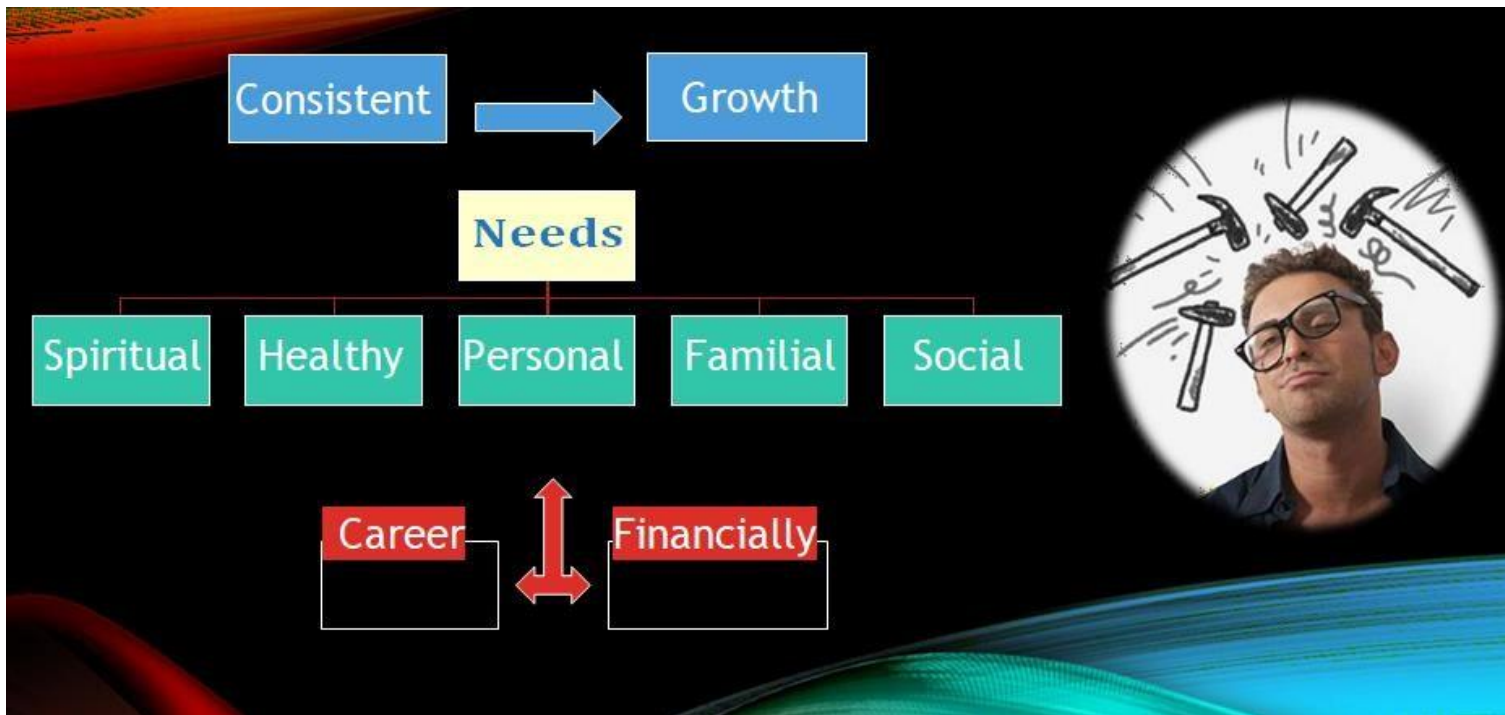 Consistent
Growth
Needs
Spiritual
Healthy
Personal
Familial
Social
Career
Financially